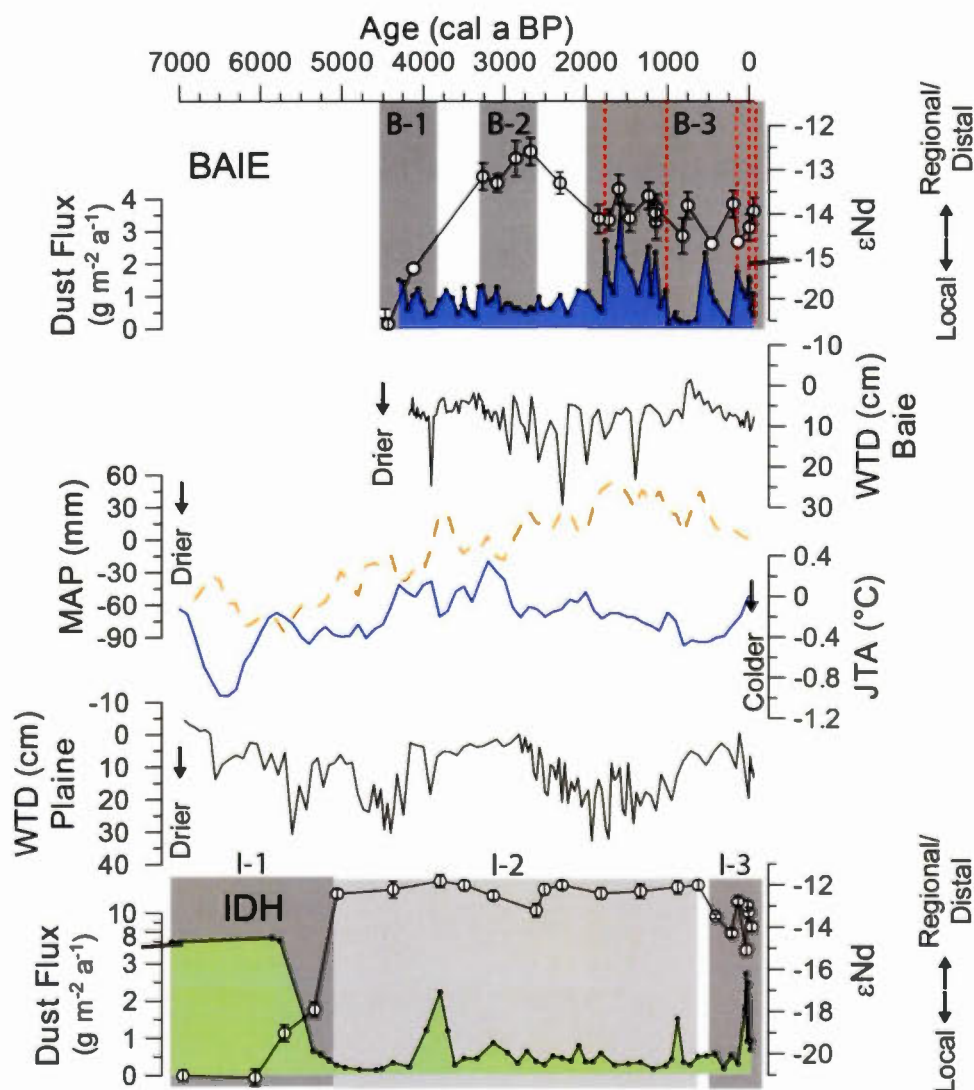 Age (cal a BP)
7000 6000 5000 4000 3000 2000 1000 0
B-1 B-2 B-3
BAIE
Dust Flux
(g m⁻² a⁻¹)
4
3
2
1
0
-12
-13
-14
-15
-20
εNd
Local ←→ Regional/
Distal
Drier
-10
0
10
20
30
WTD (cm)
Baie
MAP (mm)
60
30
0
-30
-60
-90
Drier
0.4
0
-0.4
-0.8
-1.2
JTA (°C)
Colder
WTD (cm)
Plaine
-10
0
10
20
30
40
Drier
I-1 I-2 I-3
IDH
Dust Flux
(g m⁻² a⁻¹)
10
8
3
2
1
0
-12
-14
-16
-18
-20
εNd
Local ←→ Regional/
Distal